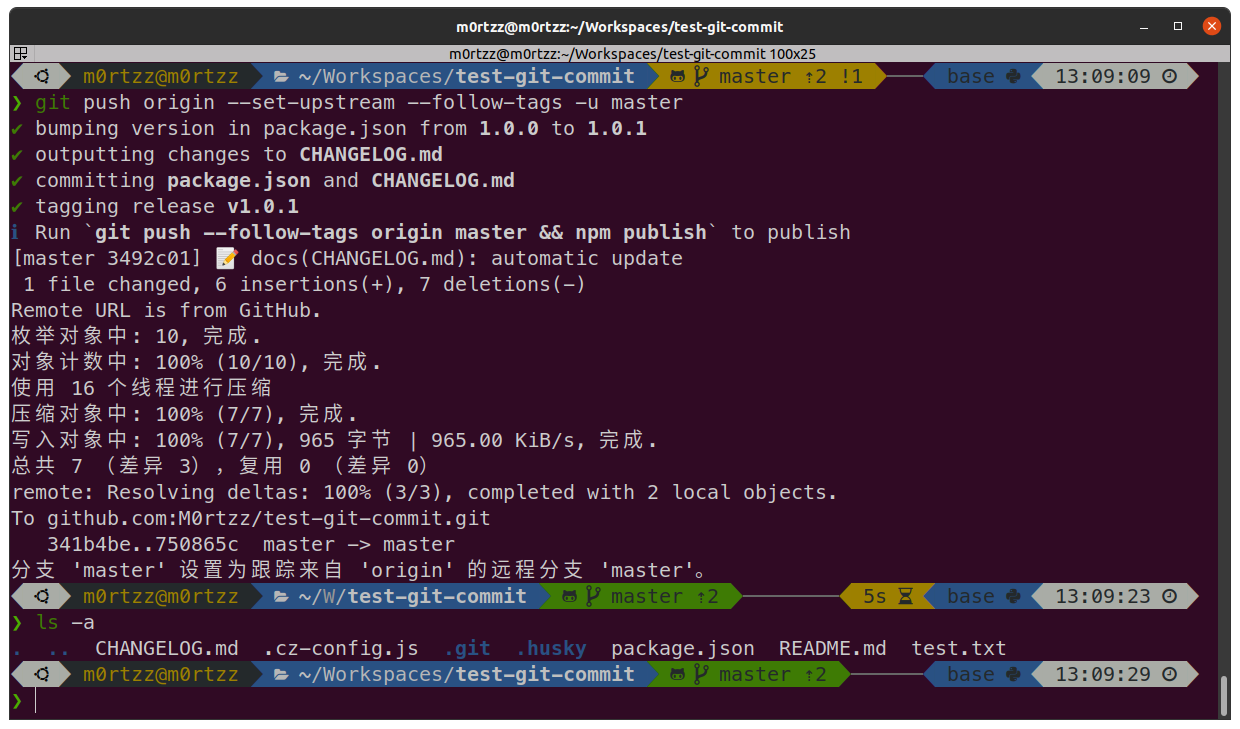 m0rtzz@m0rtzz:~/Workspaces/test-git-commit
m0rtzz@m0rtzz:~/Workspaces/test-git-commit 100x25
m0rtzz@m0rtzz ~/Workspaces/test-git-commit master ⇡2 !1 base 13:09:09
❯ git push origin --set-upstream --follow-tags -u master
✔ bumping version in package.json from 1.0.0 to 1.0.1
✔ outputting changes to CHANGELOG.md
✔ committing package.json and CHANGELOG.md
✔ tagging release v1.0.1
ℹ Run `git push --follow-tags origin master && npm publish` to publish
[master 3492c01] 📝 docs(CHANGELOG.md): automatic update
1 file changed, 6 insertions(+), 7 deletions(-)
Remote URL is from GitHub.
枚举对象中: 10, 完成.
对象计数中: 100% (10/10), 完成.
使用 16 个线程进行压缩
压缩对象中: 100% (7/7), 完成.
写入对象中: 100% (7/7), 965 字节 | 965.00 KiB/s, 完成.
总共 7 （差异 3），复用 0 （差异 0）
remote: Resolving deltas: 100% (3/3), completed with 2 local objects.
To github.com:M0rtzz/test-git-commit.git
341b4be..750865c master -> master
分支 'master' 设置为跟踪来自 'origin' 的远程分支 'master'。
m0rtzz@m0rtzz ~/W/test-git-commit master ⇡2 5s base 13:09:23
❯ ls -a
. .. CHANGELOG.md .cz-config.js .git .husky package.json README.md test.txt
m0rtzz@m0rtzz ~/Workspaces/test-git-commit master ⇡2 base 13:09:29
❯